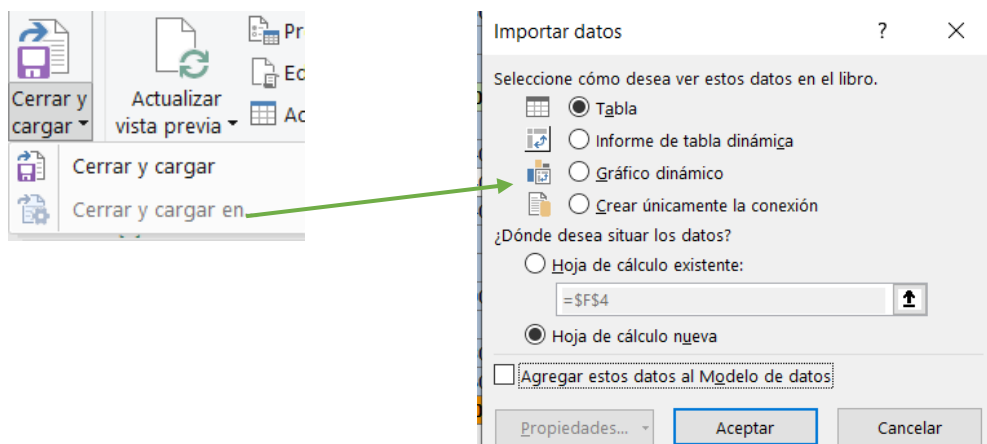 Cerrar y
cargar
Actualizar
vista previa
Pr
Ed
Ac
Cerrar y cargar
Cerrar y cargar en
Importar datos
?
Seleccione cómo desea ver estos datos en el libro.
Tabla
Informe de tabla dinámica
Gráfico dinámico
Crear únicamente la conexión
¿Dónde desea situar los datos?
Hoja de cálculo existente:
=$F$4
Hoja de cálculo nueva
Agregar estos datos al Modelo de datos
Propiedades...
Aceptar
Cancelar